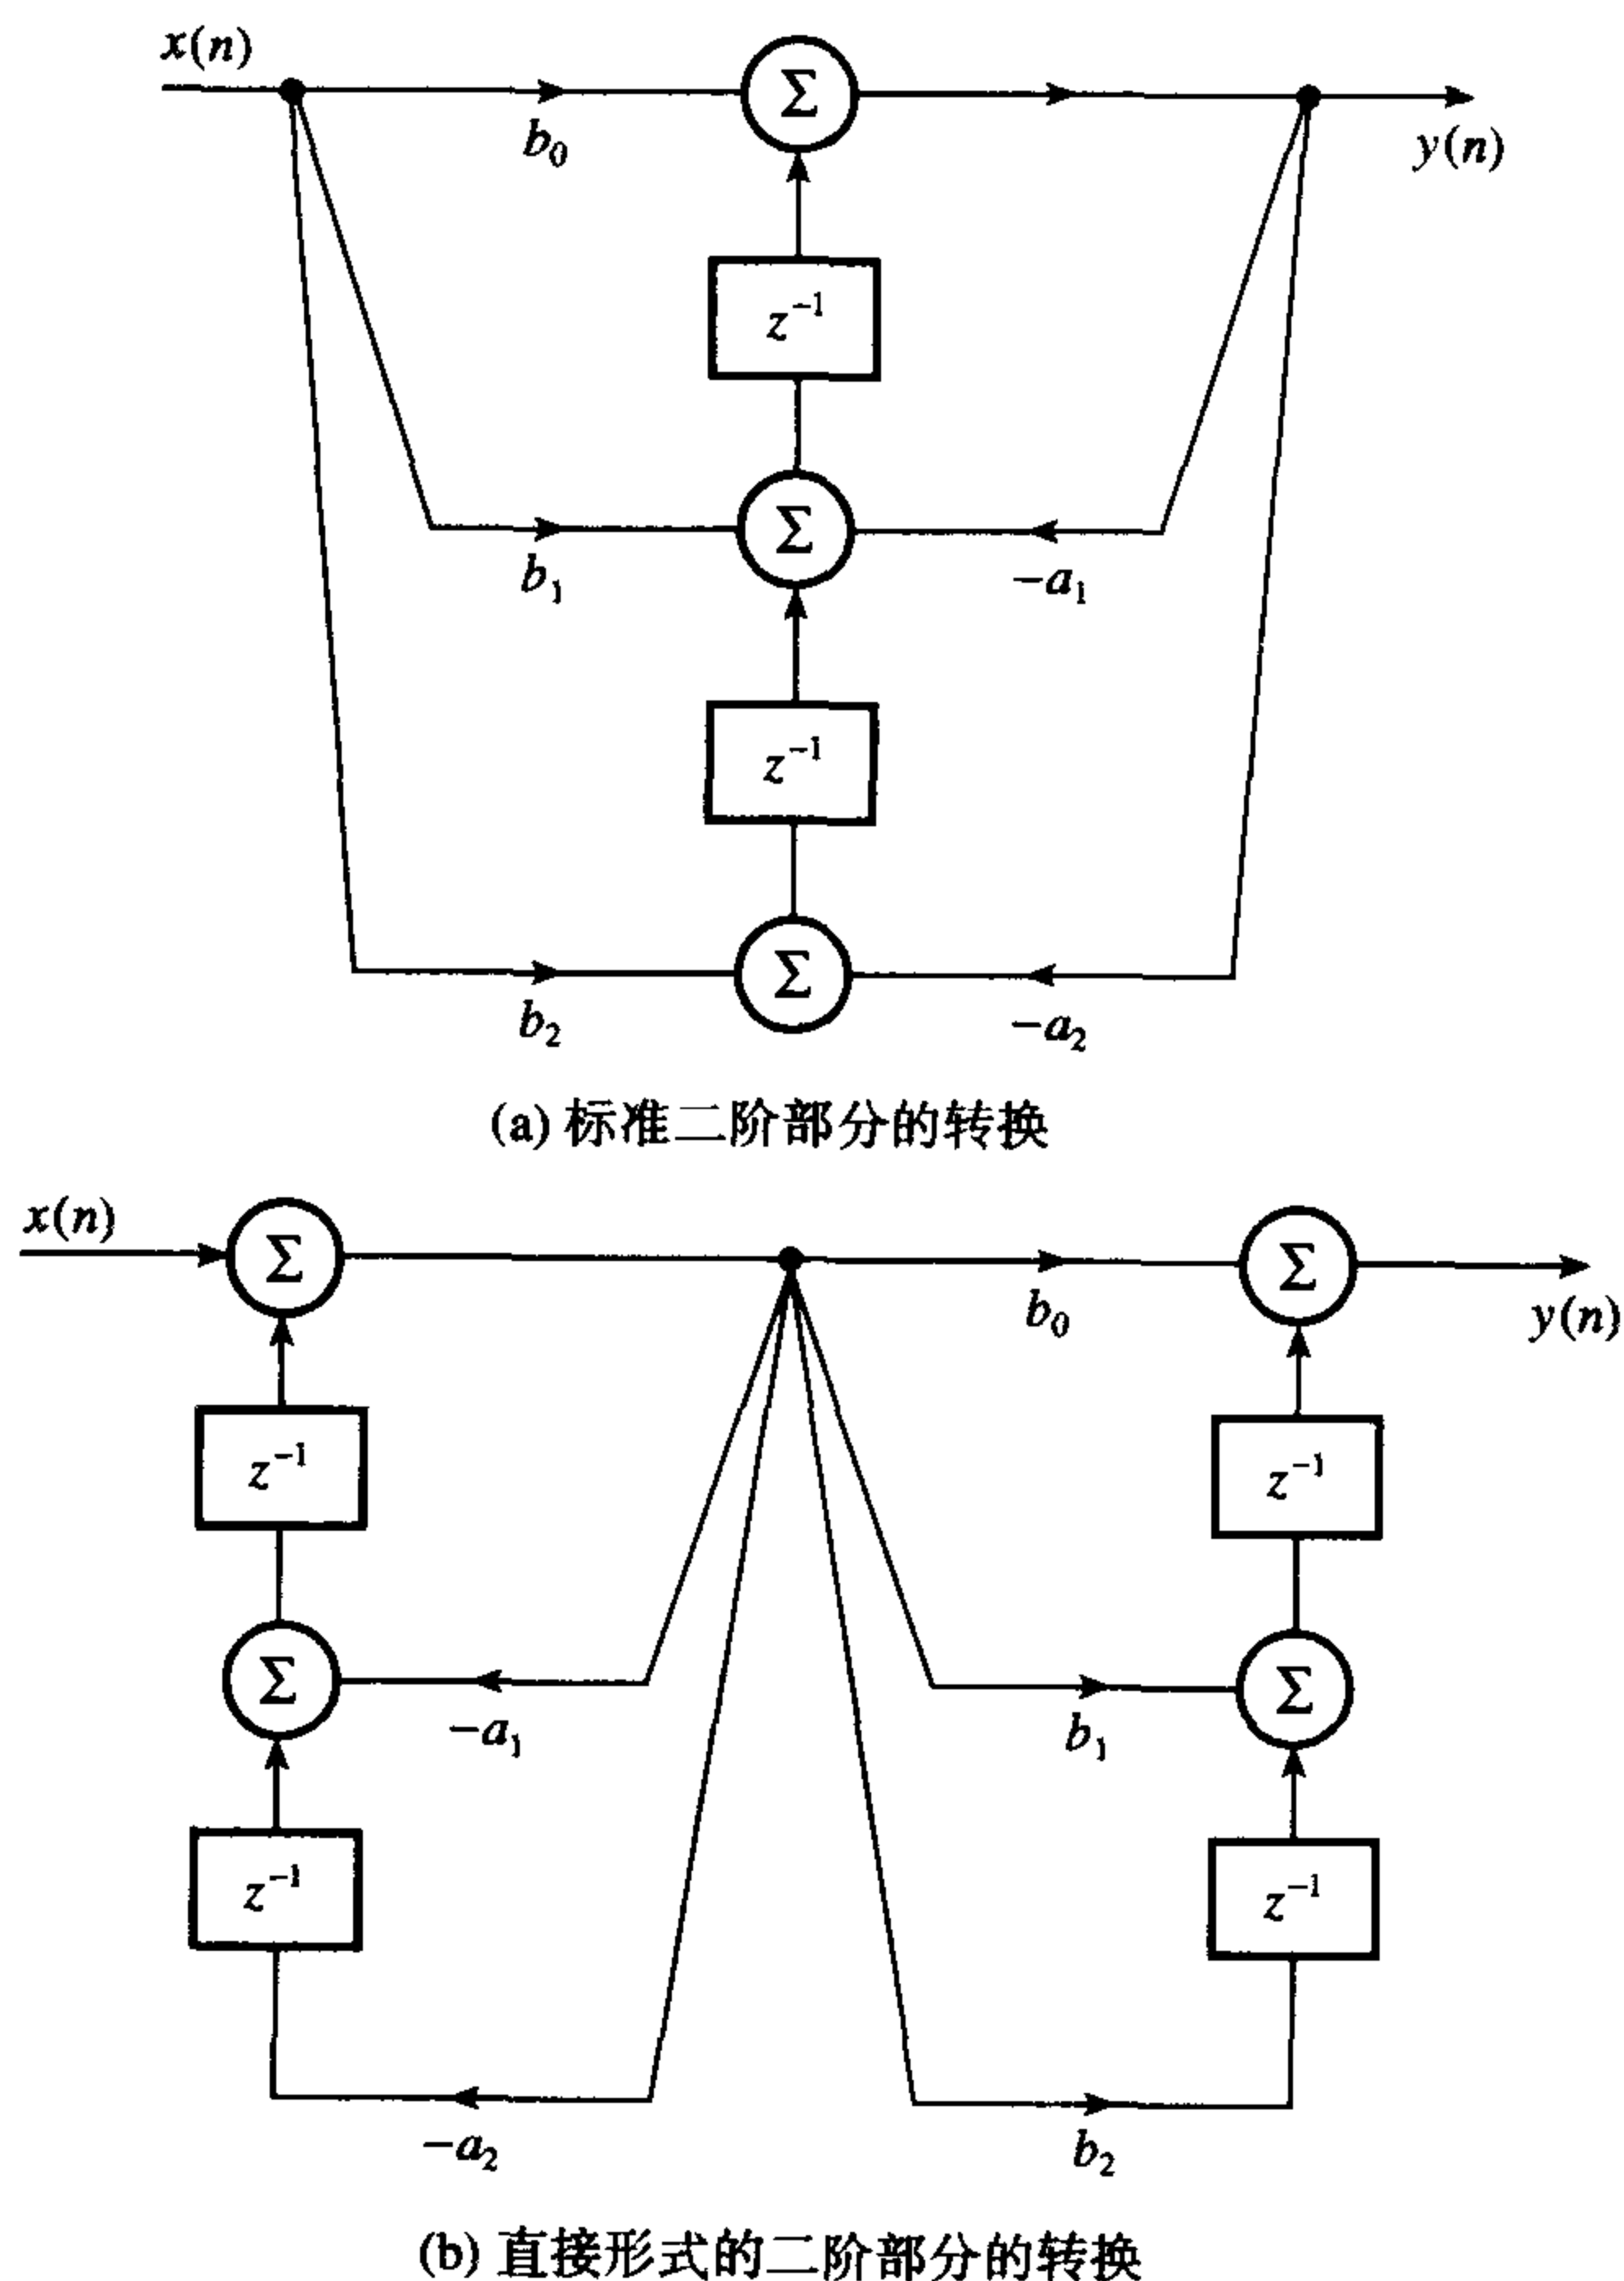 x(n)
Σ
b₀
y(n)
z⁻¹
Σ
b₁
−a₁
z⁻¹
Σ
b₂
−a₂
(a) 标准二阶部分的转换
x(n)
Σ
Σ
b₀
y(n)
z⁻¹
z⁻¹
Σ
Σ
−a₁
b₁
z⁻¹
z⁻¹
−a₂
b₂
(b) 直接形式的二阶部分的转换